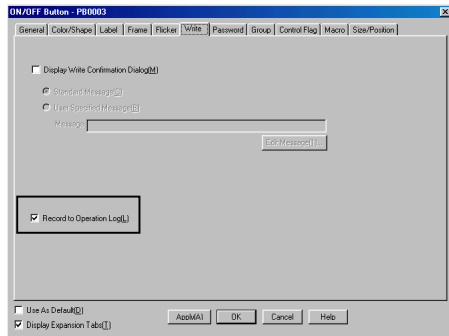 ON/OFF Button - PB0003
General Color/Shape Label Frame Flicker Write Password Group Control Flag Macro Size/Position
Display Write Confirmation Dialog(M)
Standard Message(S)
User Specified Message(R)
Message
Edit Message(1)...
Record to Operation Log(L)
Use As Default(D)
Display Expansion Tabs(T)
Apply(A) OK Cancel Help